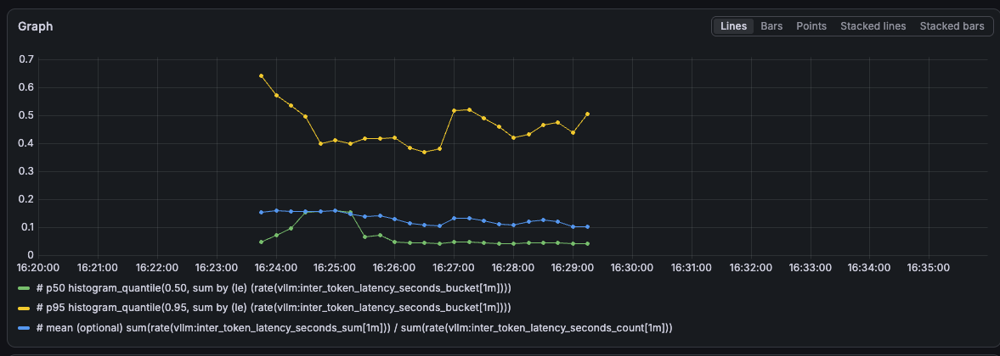 Graph
Lines Bars Points Stacked lines Stacked bars
0.7
0.6
0.5
0.4
0.3
0.2
0.1
0
16:20:00 16:21:00 16:22:00 16:23:00 16:24:00 16:25:00 16:26:00 16:27:00 16:28:00 16:29:00 16:30:00 16:31:00 16:32:00 16:33:00 16:34:00 16:35:00
# p50 histogram_quantile(0.50, sum by (le) (rate(vllm:inter_token_latency_seconds_bucket[1m])))
# p95 histogram_quantile(0.95, sum by (le) (rate(vllm:inter_token_latency_seconds_bucket[1m])))
# mean (optional) sum(rate(vllm:inter_token_latency_seconds_sum[1m])) / sum(rate(vllm:inter_token_latency_seconds_count[1m]))